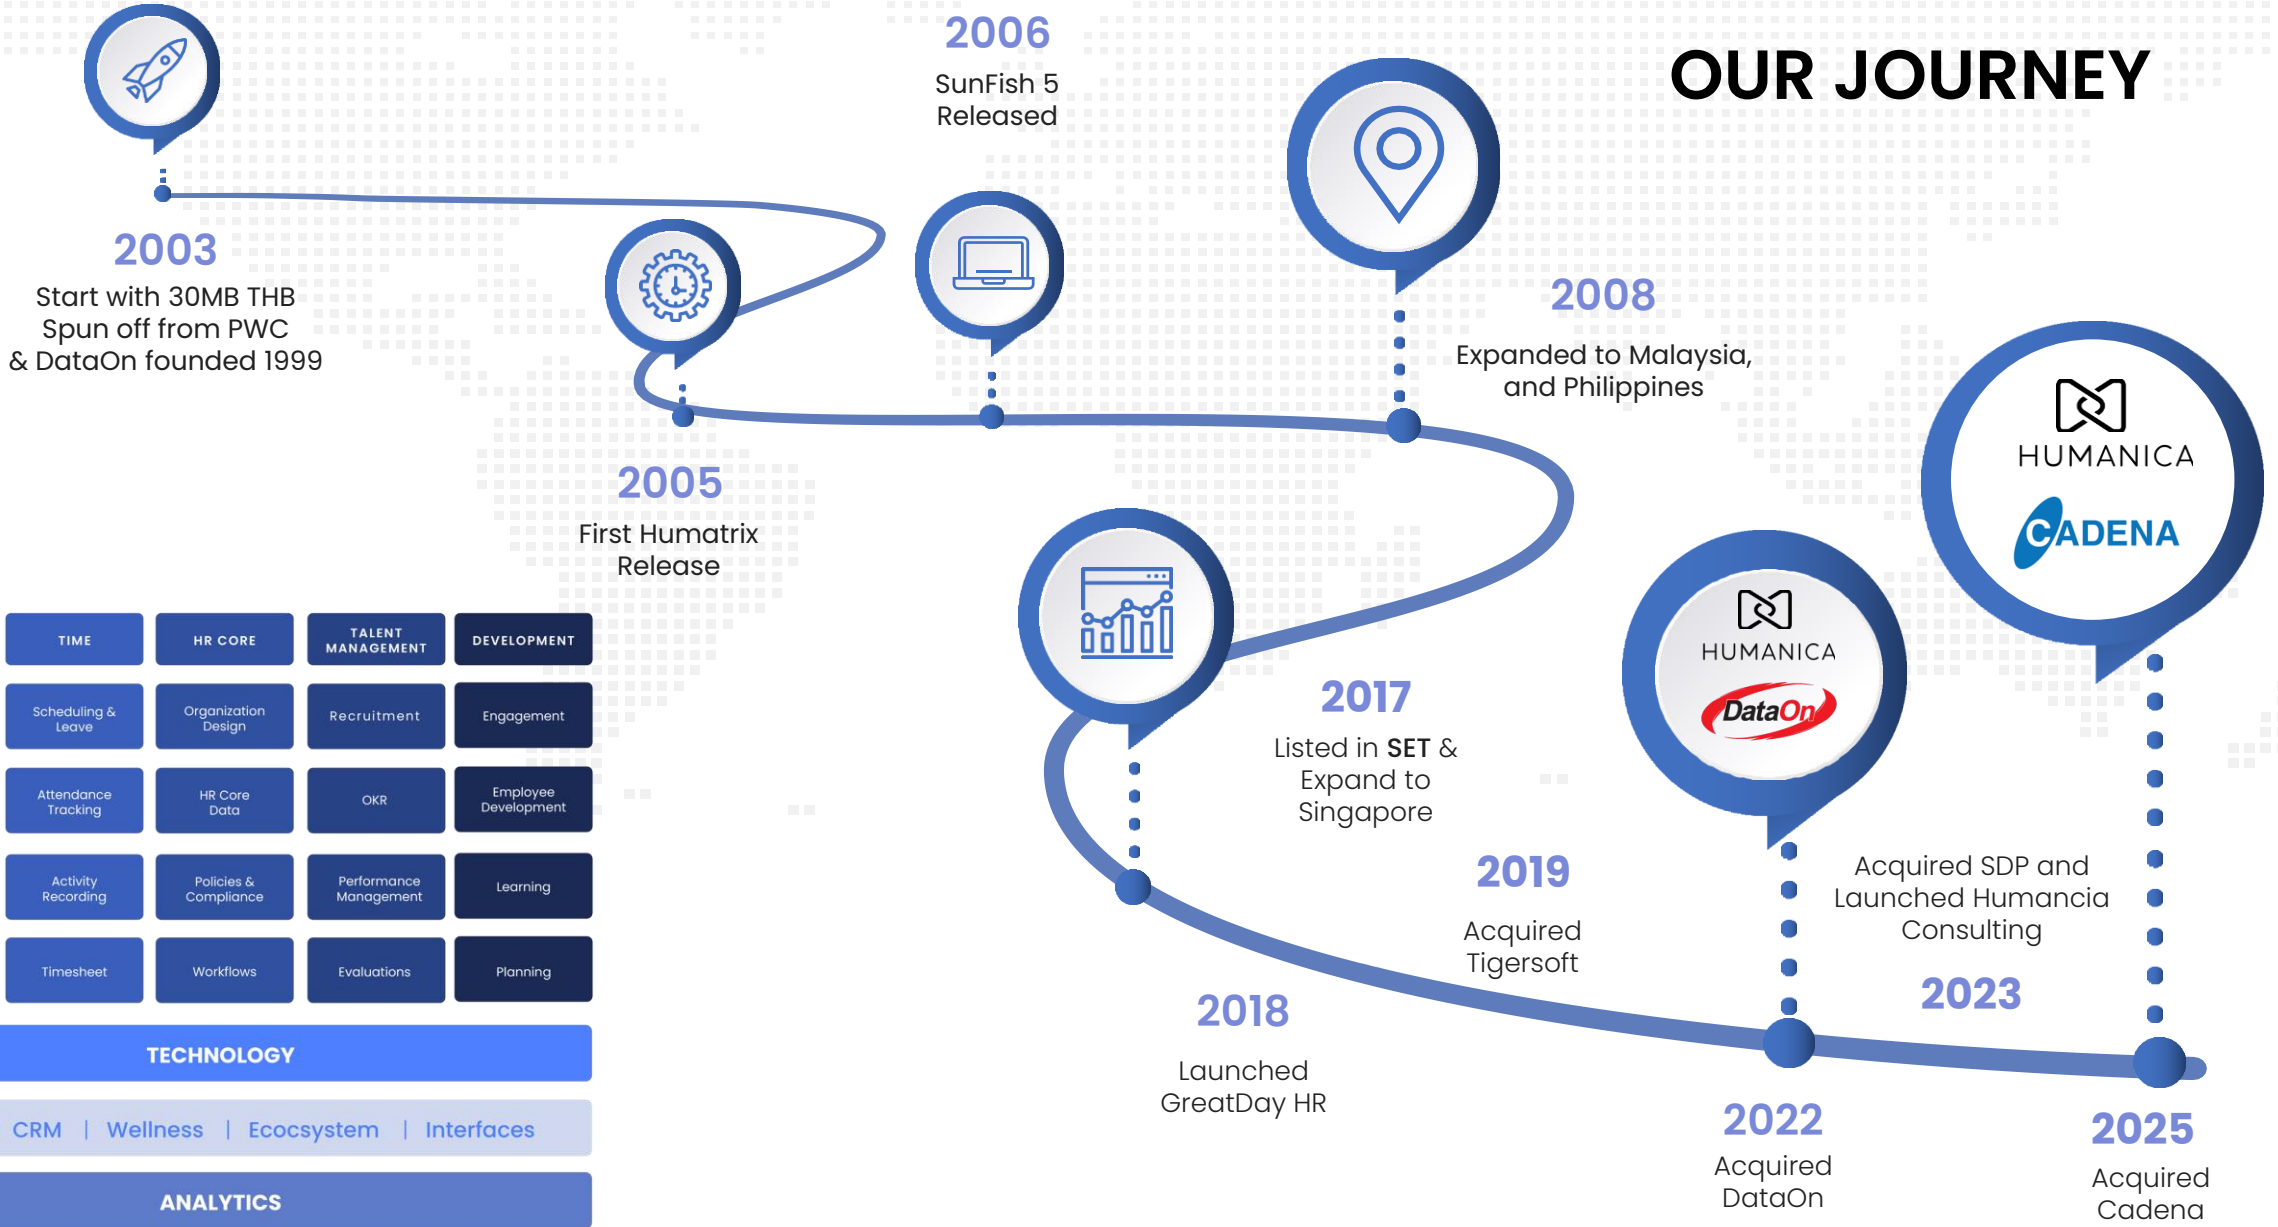 OUR JOURNEY
2003
Start with 30MB THB
Spun off from PWC
& DataOn founded 1999
2005
First Humatrix
Release
2006
SunFish 5
Released
2008
Expanded to Malaysia,
and Philippines
2017
Listed in SET &
Expand to
Singapore
2018
Launched
GreatDay HR
2019
Acquired
Tigersoft
HUMANICA
DataOn
2022
Acquired
DataOn
Acquired SDP and
Launched Humancia
Consulting
2023
HUMANICA
CADENA
2025
Acquired
Cadena
TIME
HR CORE
TALENT
MANAGEMENT
DEVELOPMENT
Scheduling &
Leave
Organization
Design
Recruitment
Engagement
Attendance
Tracking
HR Core
Data
OKR
Employee
Development
Activity
Recording
Policies &
Compliance
Performance
Management
Learning
Timesheet
Workflows
Evaluations
Planning
TECHNOLOGY
CRM | Wellness | Ecocsystem | Interfaces
ANALYTICS